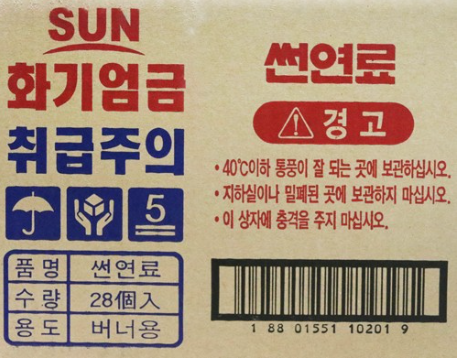 SUN
화기엄금
취급주의
5
품명 썬연료
수량 28個入
용도 버너용
썬연료
경고
• 40℃이하 통풍이 잘 되는 곳에 보관하십시오.
• 지하실이나 밀폐된 곳에 보관하지 마십시오.
• 이 상자에 충격을 주지 마십시오.
1 88 01551 10201 9